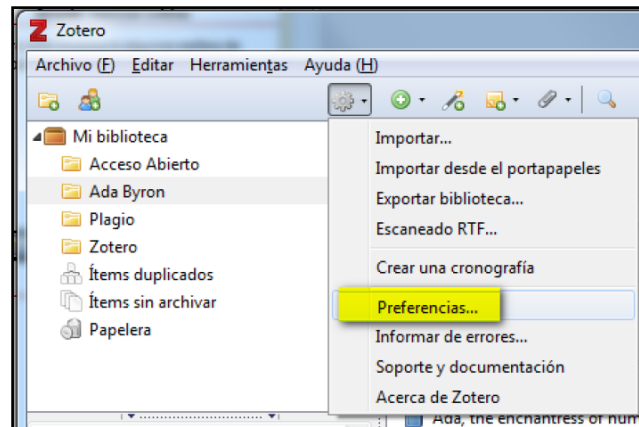 Zotero
Archivo (F) Editar Herramientas Ayuda (H)
Mi biblioteca
Acceso Abierto
Ada Byron
Plagio
Zotero
Ítems duplicados
Ítems sin archivar
Papelera
Importar...
Importar desde el portapapeles
Exportar biblioteca...
Escaneado RTF...
Crear una cronografía
Preferencias...
Informar de errores...
Soporte y documentación
Acerca de Zotero
Ada, the enchantress of num